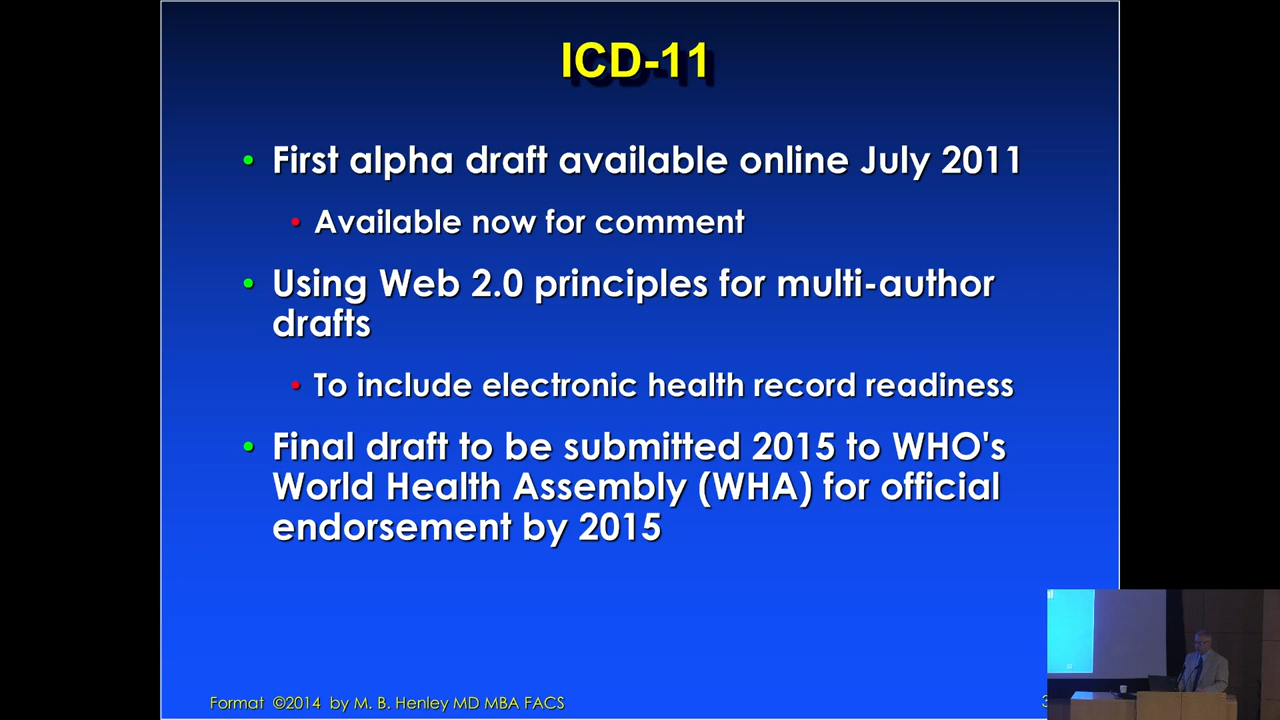 ICD-11
• First alpha draft available online July 2011
• Available now for comment
• Using Web 2.0 principles for multi-author
drafts
• To include electronic health record readiness
• Final draft to be submitted 2015 to WHO's
World Health Assembly (WHA) for official
endorsement by 2015
Format ©2014 by M. B. Henley MD MBA FACS